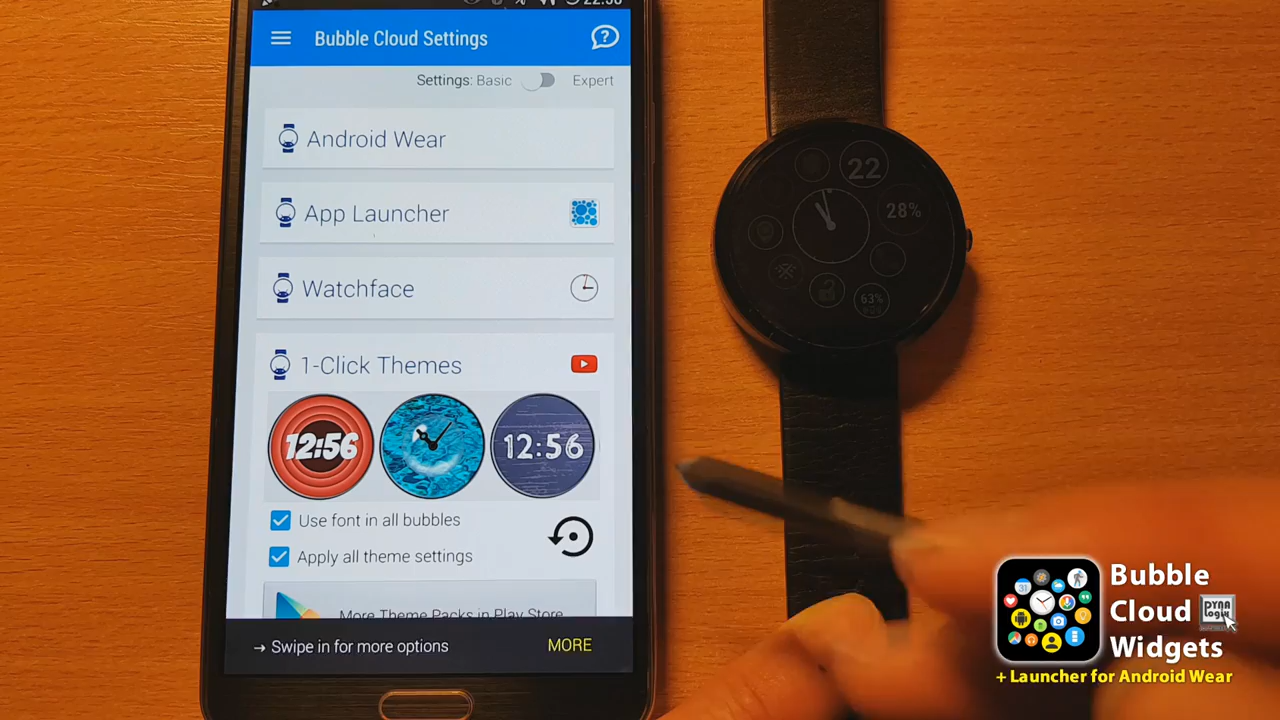 Bubble Cloud Settings
Settings: Basic Expert
Android Wear
App Launcher
Watchface
1-Click Themes
12:56
12:56
Use font in all bubbles
Apply all theme settings
More Theme Packs in Play Store
→ Swipe in for more options MORE
22
28%
63%
Bubble
Cloud
DYNA
Logix
Widgets
+ Launcher for Android Wear